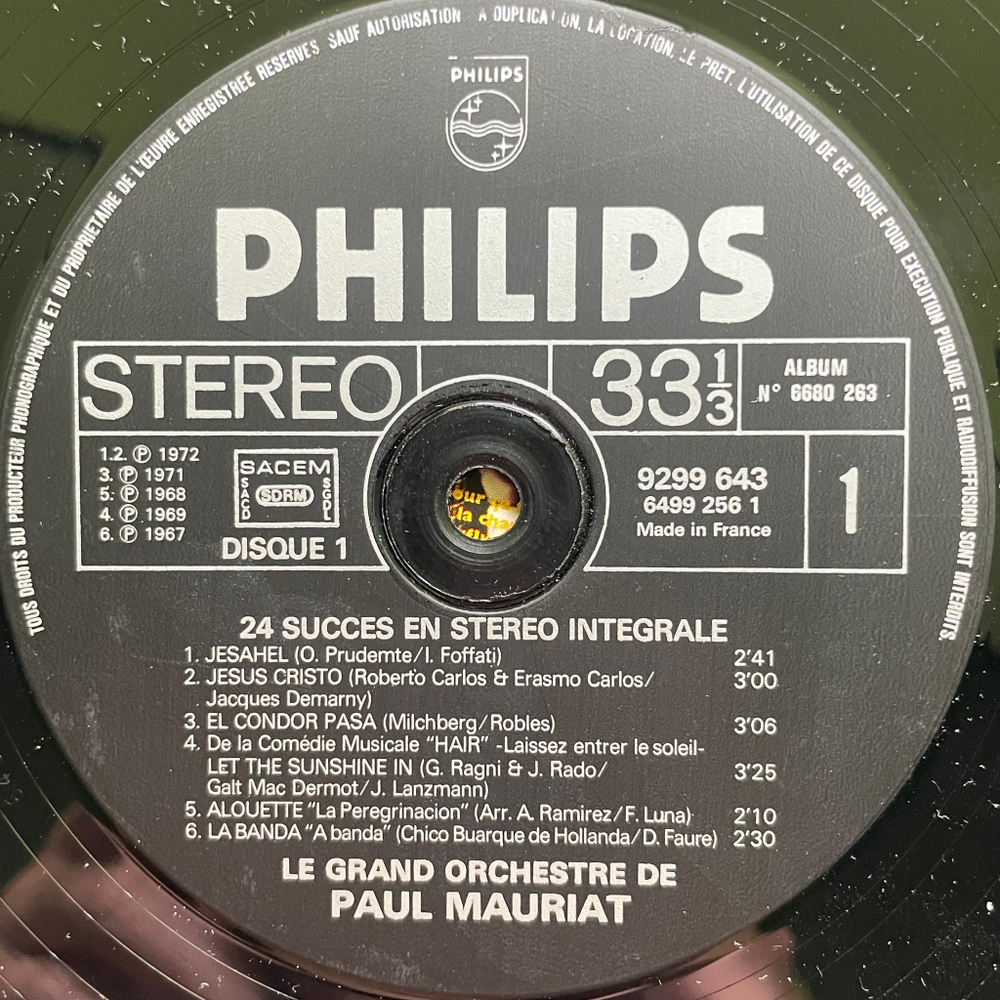 TOUS DROITS DU PRODUCTEUR PHONOGRAPHIQUE ET DU PROPRIETAIRE DE L'ŒUVRE ENREGISTREE RESERVES SAUF AUTORISATION LA DUPLICATION, LA LOCATION, LE PRET, L'UTILISATION DE CE DISQUE POUR EXECUTION PUBLIQUE ET RADIODIFFUSION SONT INTERDITS.
PHILIPS
PHILIPS
STEREO
33 1/3
ALBUM
N° 6680 263
1.2. ℗ 1972
3. ℗ 1971
5. ℗ 1968
4. ℗ 1969
6. ℗ 1967
SACEM
SACD
SDRM
SGDL
DISQUE 1
9299 643
6499 256 1
Made in France
1
la cha
24 SUCCES EN STEREO INTEGRALE
1. JESAHEL (O. Prudemte/I. Foffati) 2'41
2. JESUS CRISTO (Roberto Carlos & Erasmo Carlos/ 3'00
Jacques Demarny)
3. EL CONDOR PASA (Milchberg/Robles) 3'06
4. De la Comédie Musicale "HAIR" -Laissez entrer le soleil-
LET THE SUNSHINE IN (G. Ragni & J. Rado/ 3'25
Galt Mac Dermot/J. Lanzmann)
5. ALOUETTE "La Peregrinacion" (Arr. A. Ramirez/F. Luna) 2'10
6. LA BANDA "A banda" (Chico Buarque de Hollanda/D. Faure) 2'30
LE GRAND ORCHESTRE DE
PAUL MAURIAT